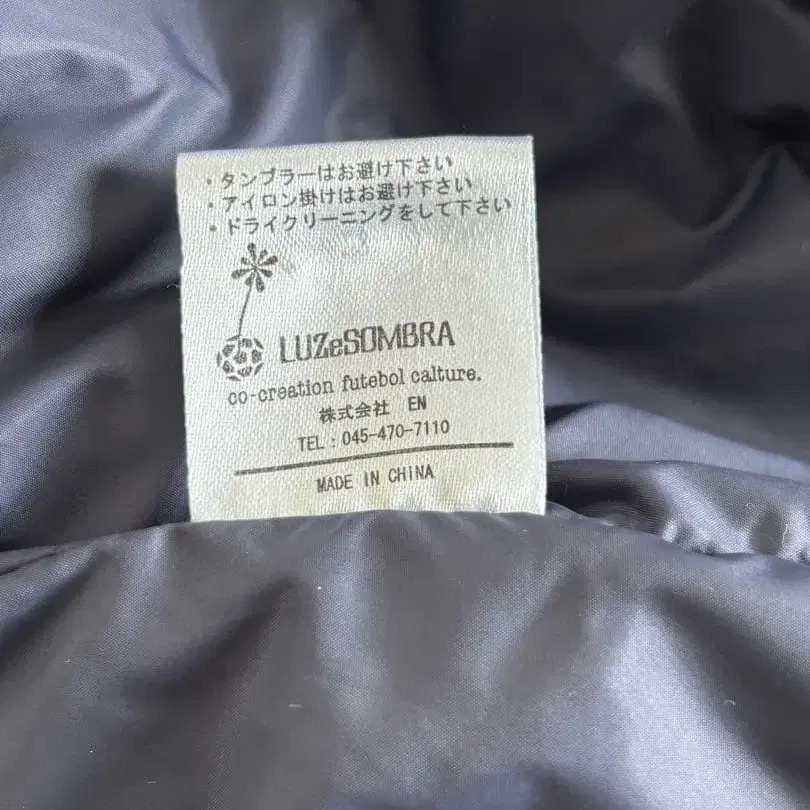 ・タンブラーはお避け下さい
・アイロン掛けはお避け下さい
・ドライクリーニングをして下さい
LUZeSOMBRA
co-creation futebol calture.
株式会社 EN
TEL : 045-470-7110
MADE IN CHINA